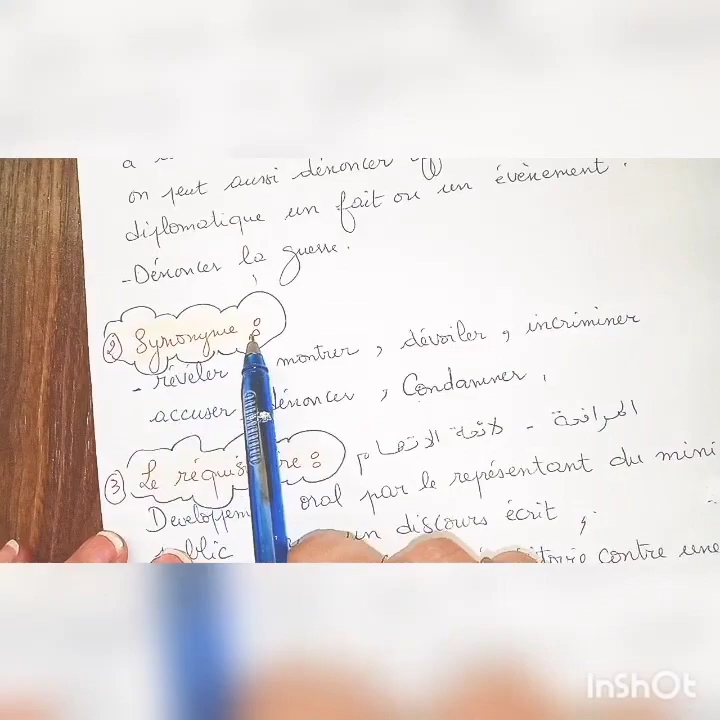 on peut aussi dénoncer
diplomatique un fait ou un évènement.
- Dénoncer la guerre.
② Synonyme :
- révéler montrer, dévoiler, incriminer
accuser dénoncer, Condamner.
③ Le réquisitoire : لائحة الاتهام - المرافعة
Developpement oral par le représentant du mini
public un discours écrit,
contre une
InShOt